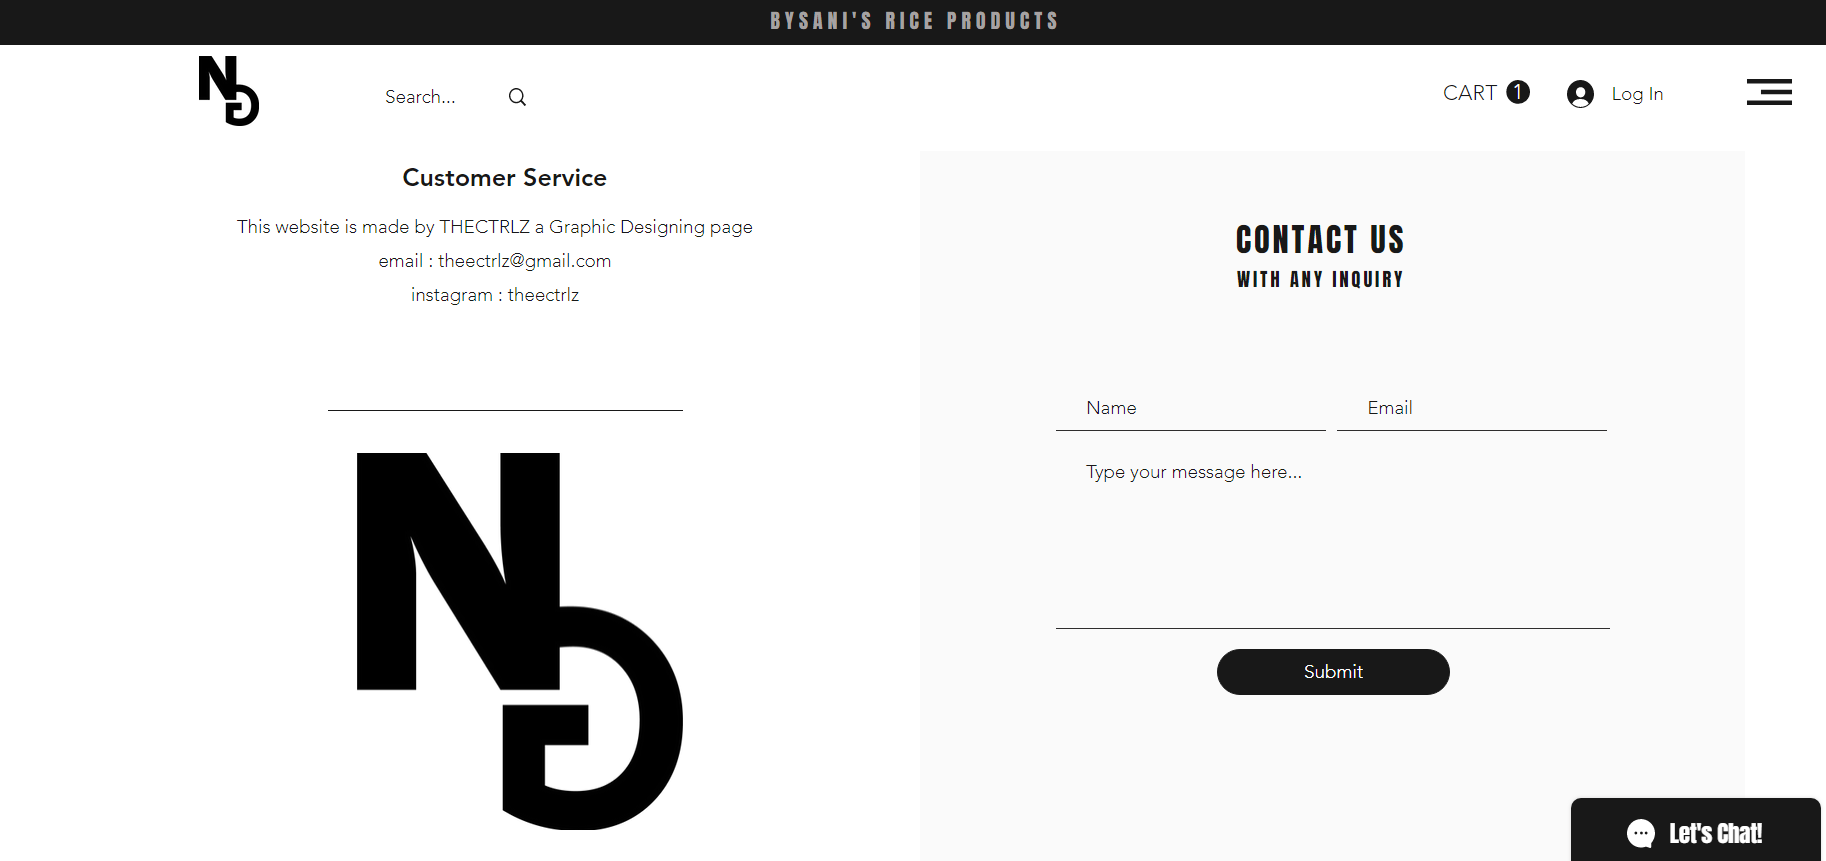 BYSANI'S RICE PRODUCTS
NG
Search...
CART 1
Log In
Customer Service
This website is made by THECTRLZ a Graphic Designing page
email : theectrlz@gmail.com
instagram : theectrlz
NG
CONTACT US
WITH ANY INQUIRY
Name
Email
Type your message here...
Submit
Let's Chat!